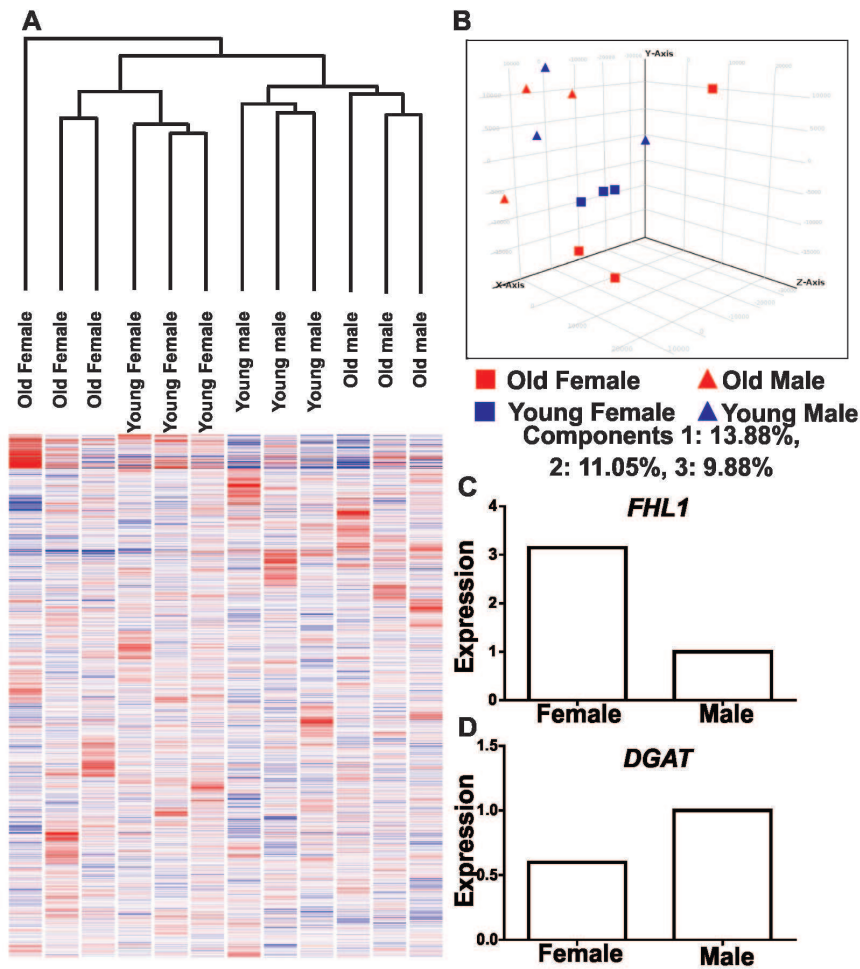 A
Old Female
Old Female
Old Female
Young Female
Young Female
Young Female
Young male
Young male
Young male
Old male
Old male
Old male
B
Y-Axis
X-Axis
Z-Axis
Old Female
Old Male
Young Female
Young Male
Components 1: 13.88%,
2: 11.05%, 3: 9.88%
C
FHL1
Expression
4
3
2
1
0
Female
Male
D
DGAT
Expression
1.5
1.0
0.5
0.0
Female
Male